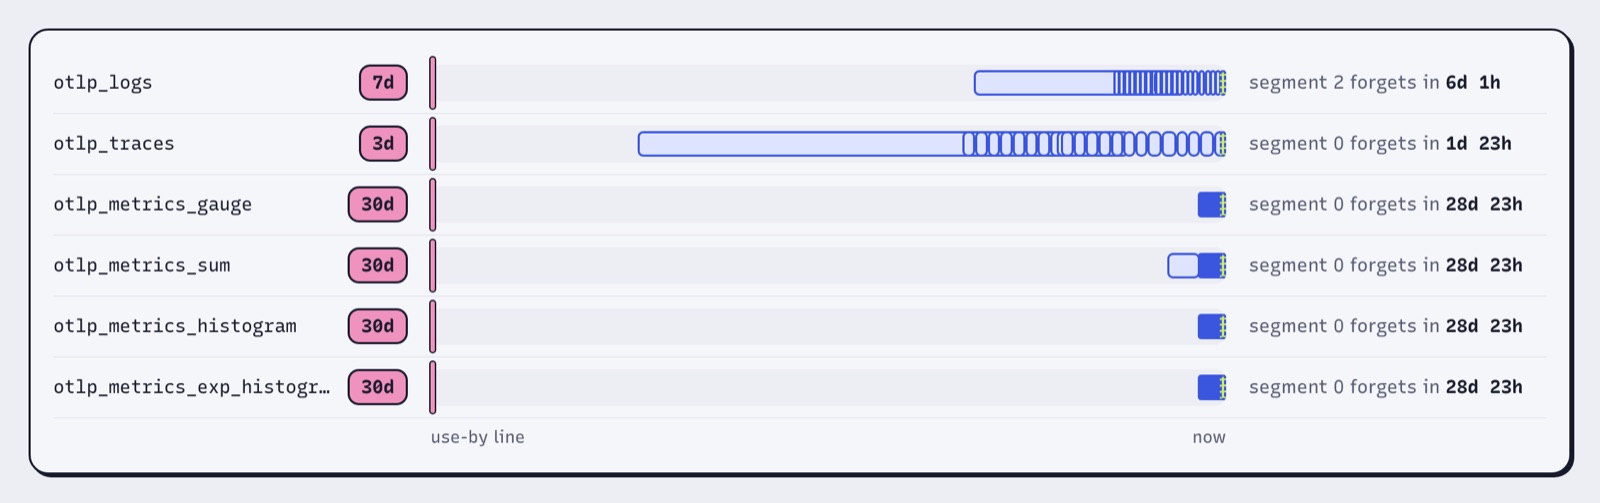 otlp_logs 7d segment 2 forgets in 6d 1h
otlp_traces 3d segment 0 forgets in 1d 23h
otlp_metrics_gauge 30d segment 0 forgets in 28d 23h
otlp_metrics_sum 30d segment 0 forgets in 28d 23h
otlp_metrics_histogram 30d segment 0 forgets in 28d 23h
otlp_metrics_exp_histogr… 30d segment 0 forgets in 28d 23h
use-by line now